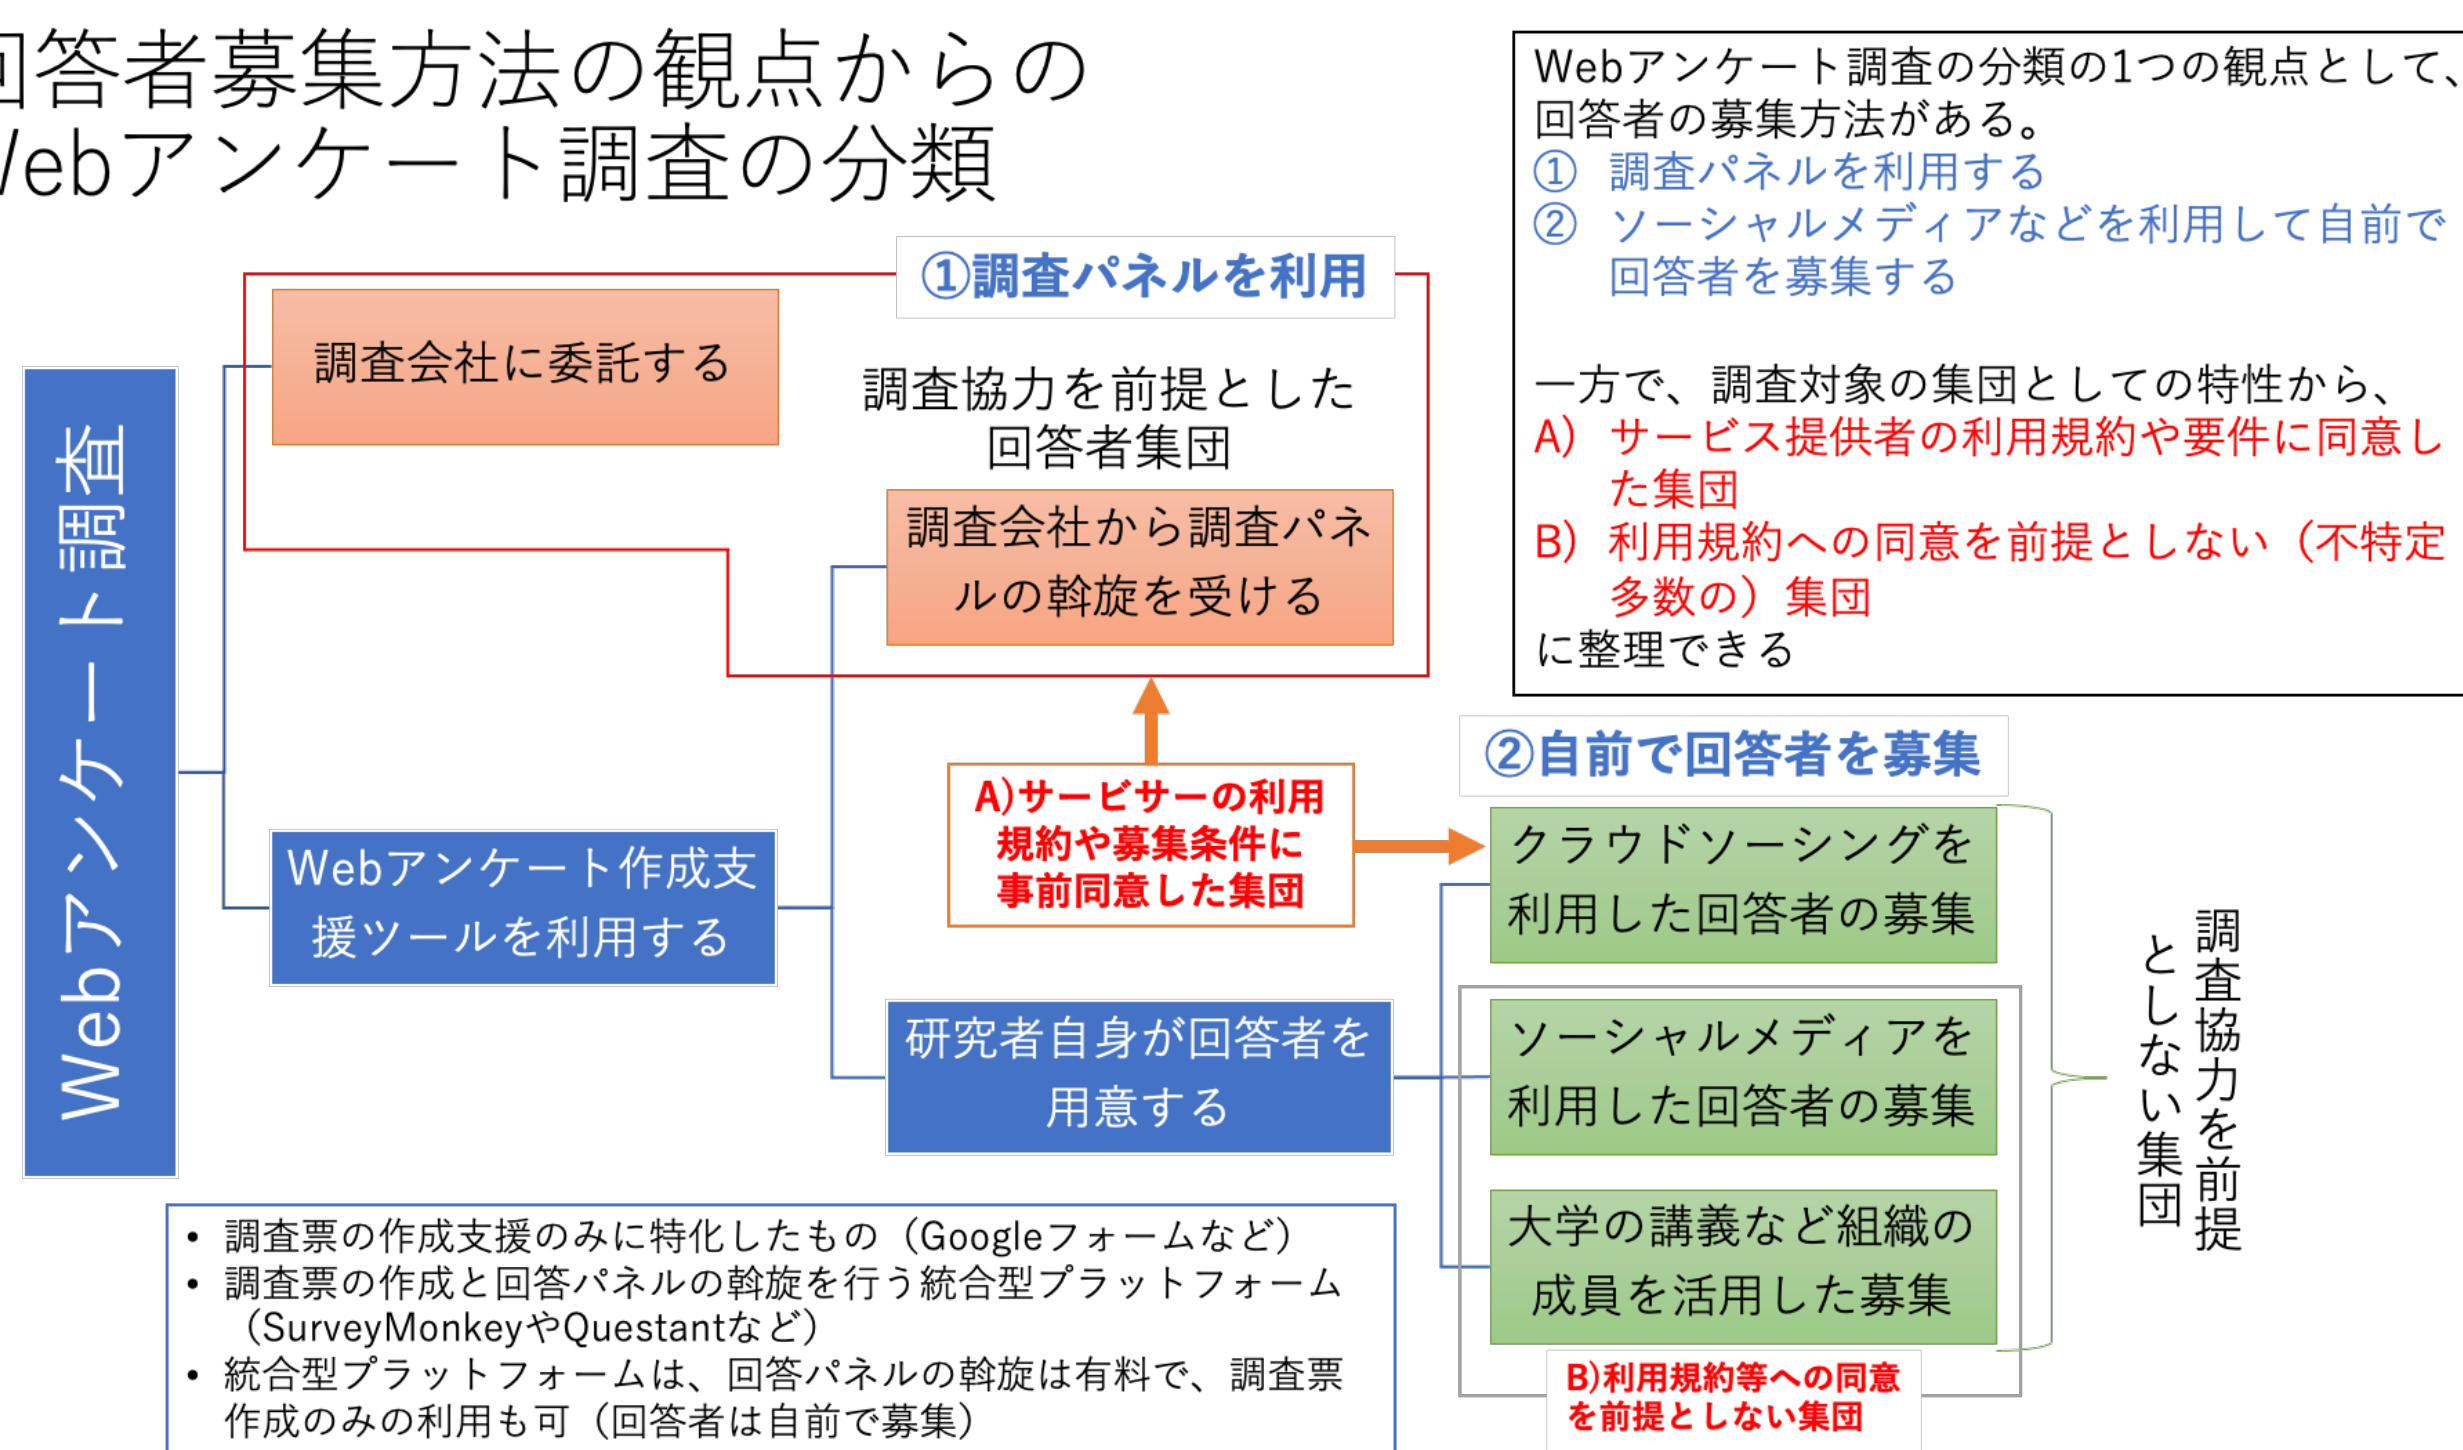 回答者募集方法の観点からの
Webアンケート調査の分類
Webアンケート調査の分類の1つの観点として、
回答者の募集方法がある。
① 調査パネルを利用する
② ソーシャルメディアなどを利用して自前で
回答者を募集する
一方で、調査対象の集団としての特性から、
A) サービス提供者の利用規約や要件に同意し
た集団
B) 利用規約への同意を前提としない（不特定
多数の）集団
に整理できる
①調査パネルを利用
調査会社に委託する
調査協力を前提とした
回答者集団
調査会社から調査パネ
ルの斡旋を受ける
Webアンケート調査
A)サービサーの利用
規約や募集条件に
事前同意した集団
②自前で回答者を募集
Webアンケート作成支
援ツールを利用する
クラウドソーシングを
利用した回答者の募集
研究者自身が回答者を
用意する
ソーシャルメディアを
利用した回答者の募集
大学の講義など組織の
成員を活用した募集
調査協力を前提
としない集団
B)利用規約等への同意
を前提としない集団
• 調査票の作成支援のみに特化したもの（Googleフォームなど）
• 調査票の作成と回答パネルの斡旋を行う統合型プラットフォーム
（SurveyMonkeyやQuestantなど）
• 統合型プラットフォームは、回答パネルの斡旋は有料で、調査票
作成のみの利用も可（回答者は自前で募集）